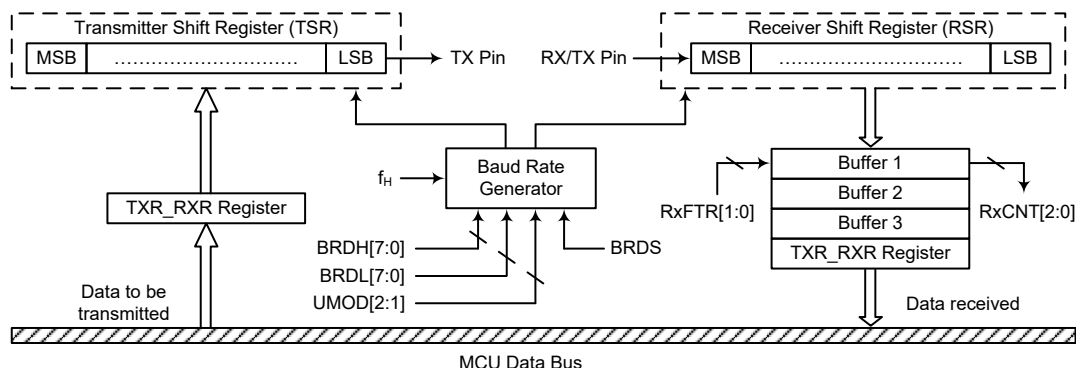 Transmitter Shift Register (TSR)
MSB ................................ LSB
TX Pin
RX/TX Pin
Receiver Shift Register (RSR)
MSB ................................ LSB
fH
Baud Rate
Generator
TXR_RXR Register
BRDH[7:0]
BRDL[7:0]
UMOD[2:1]
BRDS
Buffer 1
Buffer 2
Buffer 3
TXR_RXR Register
RxFTR[1:0]
RxCNT[2:0]
Data to be
transmitted
Data received
MCU Data Bus